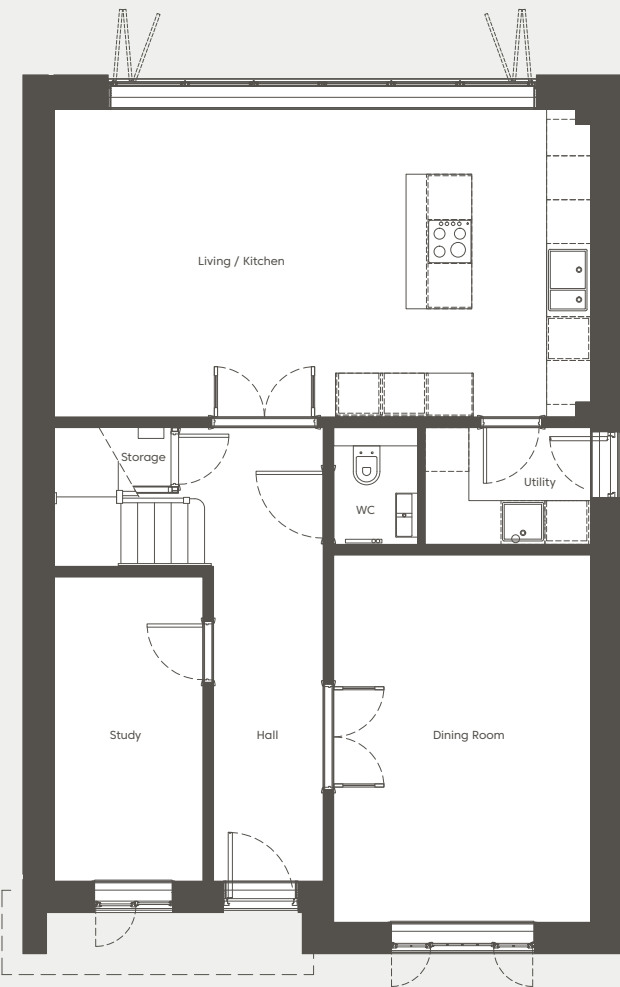 Living / Kitchen
Storage
Utility
WC
Study
Hall
Dining Room